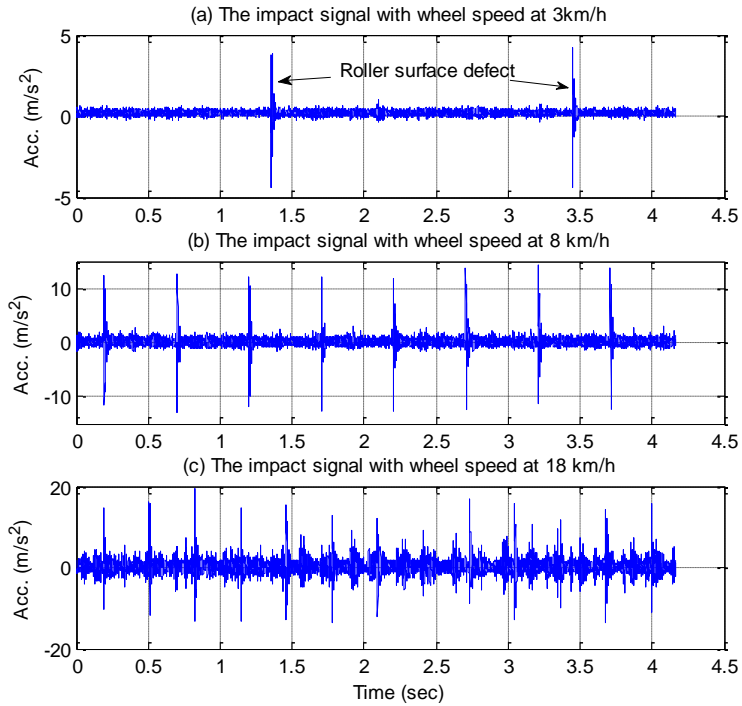 (a) The impact signal with wheel speed at 3km/h
5
0
-5
Acc. (m/s²)
Roller surface defect
0 0.5 1 1.5 2 2.5 3 3.5 4 4.5
(b) The impact signal with wheel speed at 8 km/h
10
0
-10
Acc. (m/s²)
0 0.5 1 1.5 2 2.5 3 3.5 4 4.5
(c) The impact signal with wheel speed at 18 km/h
20
0
-20
Acc. (m/s²)
0 0.5 1 1.5 2 2.5 3 3.5 4 4.5
Time (sec)